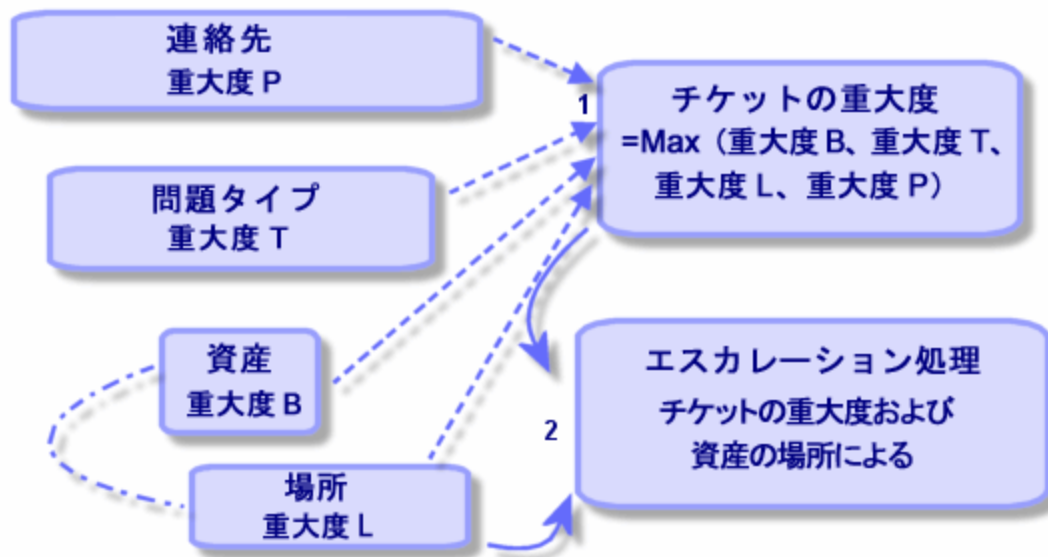 連絡先
重大度 P
問題タイプ
重大度 T
資産
重大度 B
場所
重大度 L
1
チケットの重大度
=Max（重大度 B、重大度 T、
重大度 L、重大度 P）
2
エスカレーション処理
チケットの重大度および
資産の場所による